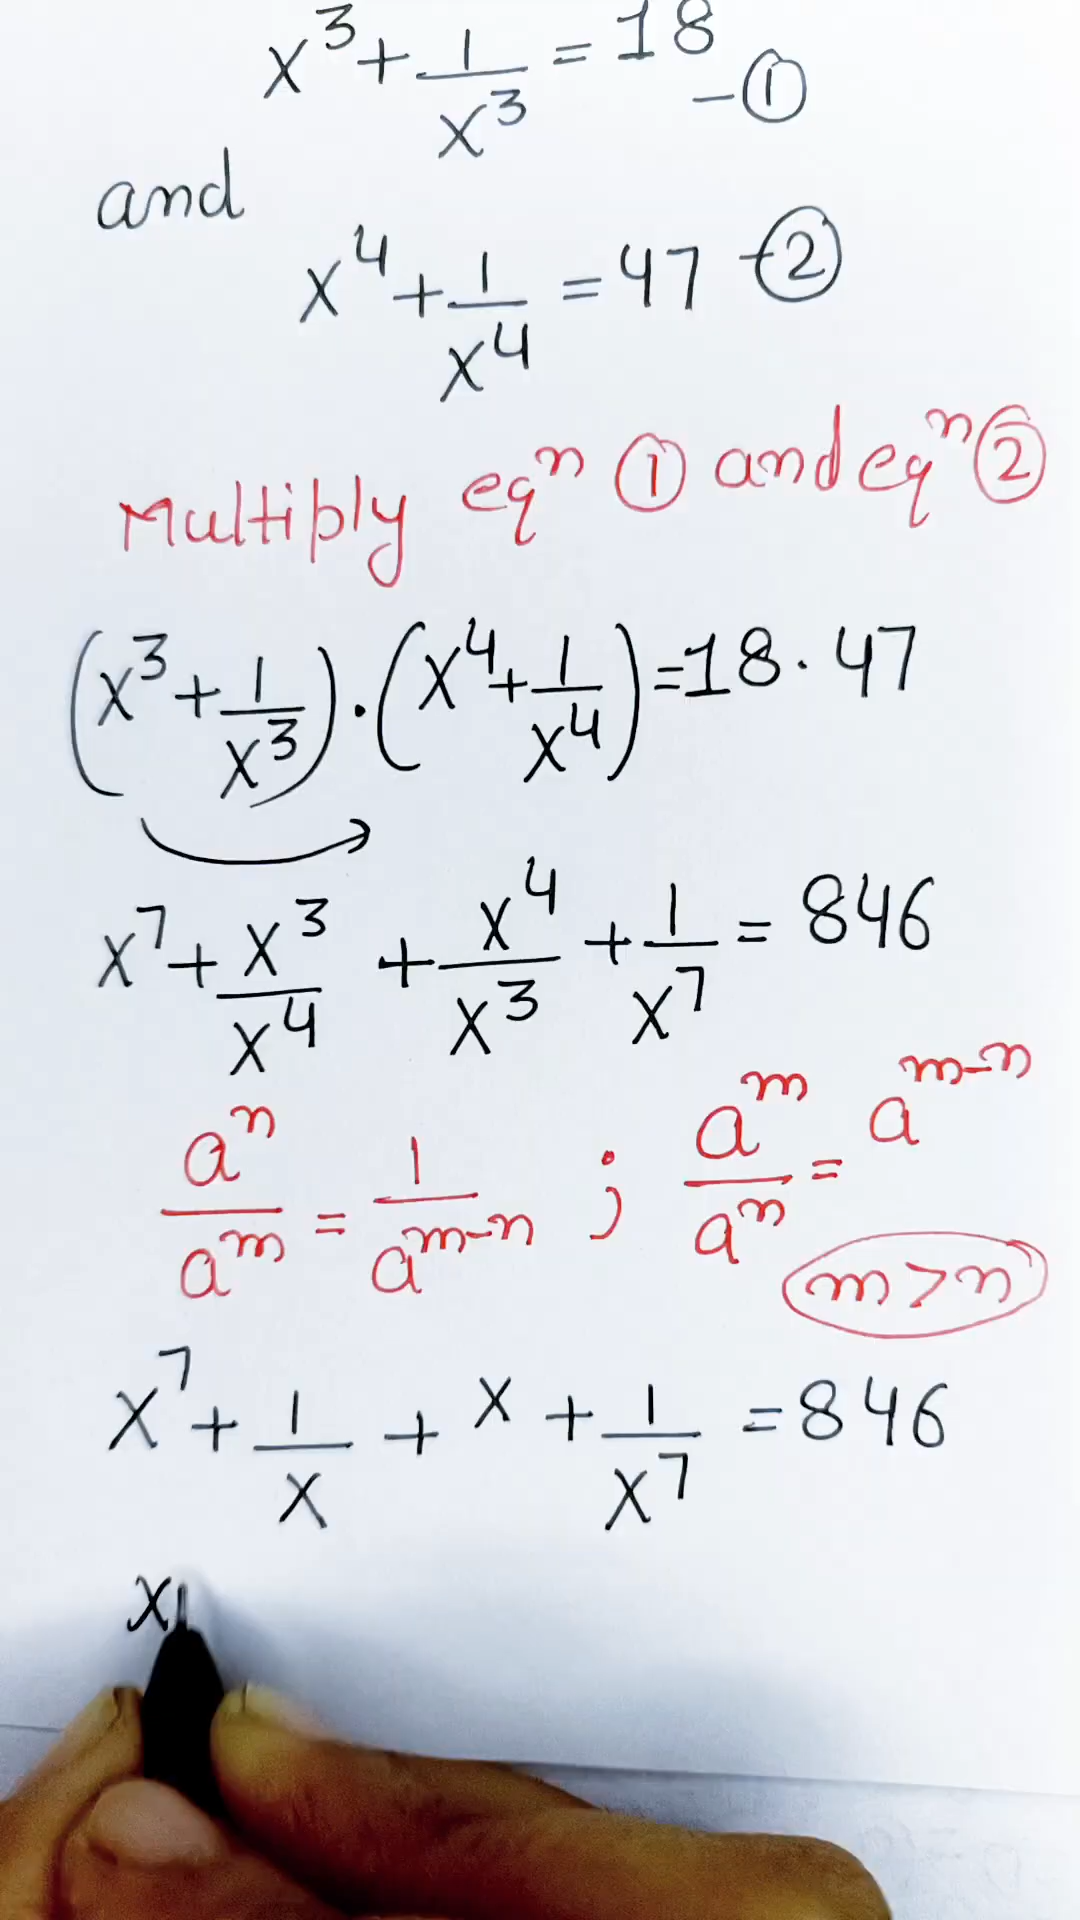 x³ + 1/x³ = 18 - ①
and
x⁴ + 1/x⁴ = 47 - ②
Multiply eqⁿ ① and eqⁿ ②
(x³ + 1/x³) · (x⁴ + 1/x⁴) = 18 · 47
x⁷ + x³/x⁴ + x⁴/x³ + 1/x⁷ = 846
aⁿ/aᵐ = 1/aᵐ⁻ⁿ ; aᵐ/aⁿ = aᵐ⁻ⁿ
m > n
x⁷ + 1/x + x + 1/x⁷ = 846
x